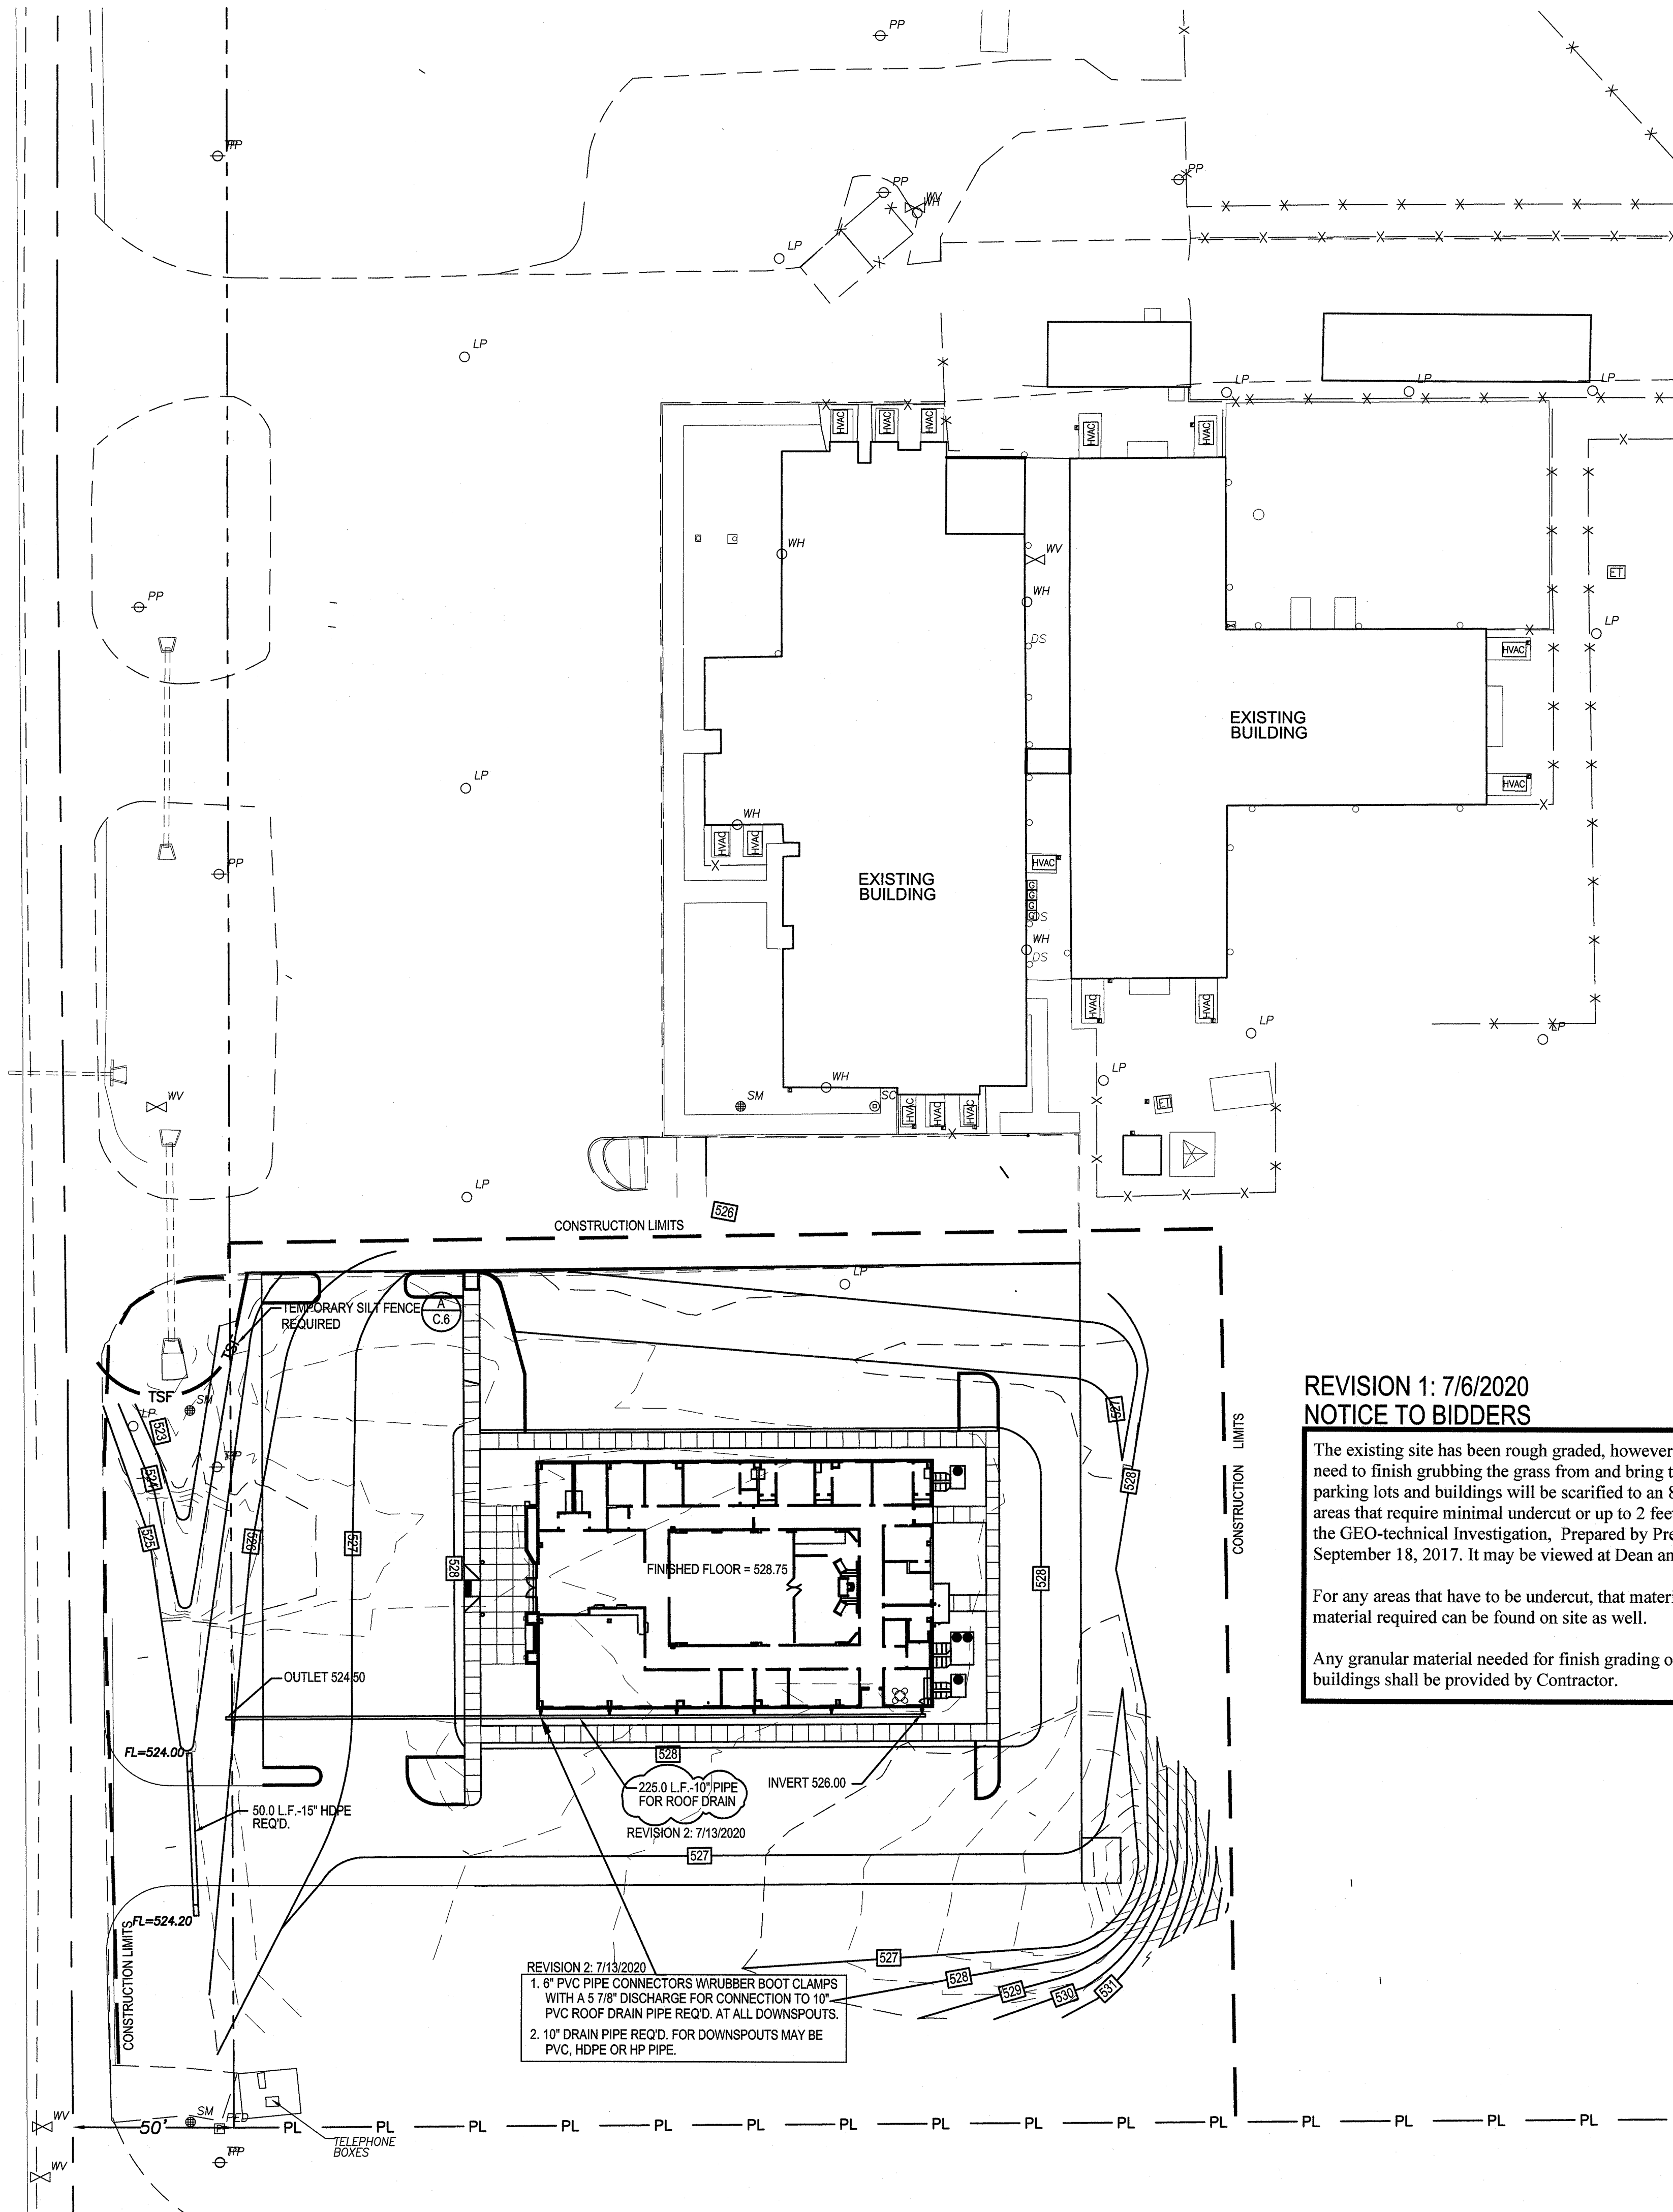 PP
TPP
PP
PP
WV
WH
LP
LP
LP
LP
LP
HVAC
HVAC
HVAC
HVAC
HVAC
WH
WV
WH
ET
PP
LP
DS
HVAC
EXISTING
BUILDING
HVAC
LP
WH
HVAC
HVAC
HVAC
PP
EXISTING
BUILDING
G
G
G
G
DS
WH
DS
HVAC
HVAC
LP
LP
LP
WV
WH
SM
SC
HVAC
HVAC
HVAC
ET
LP
526
CONSTRUCTION LIMITS
LP
TEMPORARY SILT FENCE
REQUIRED
A
C.6
TSF
TSF
SM
LP
523
TPP
524
525
526
527
528
FINISHED FLOOR = 528.75
528
527
528
CONSTRUCTION LIMITS
REVISION 1: 7/6/2020
NOTICE TO BIDDERS
The existing site has been rough graded, however
need to finish grubbing the grass from and bring t
parking lots and buildings will be scarified to an 8
areas that require minimal undercut or up to 2 fee
the GEO-technical Investigation, Prepared by Pre
September 18, 2017. It may be viewed at Dean an
For any areas that have to be undercut, that materi
material required can be found on site as well.
Any granular material needed for finish grading o
buildings shall be provided by Contractor.
OUTLET 524.50
FL=524.00
528
225.0 L.F.-10" PIPE
FOR ROOF DRAIN
INVERT 526.00
REVISION 2: 7/13/2020
50.0 L.F.-15" HDPE
REQ'D.
527
FL=524.20
CONSTRUCTION LIMITS
527
528
529
530
531
REVISION 2: 7/13/2020
1. 6" PVC PIPE CONNECTORS W\RUBBER BOOT CLAMPS
WITH A 5 7/8" DISCHARGE FOR CONNECTION TO 10"
PVC ROOF DRAIN PIPE REQ'D. AT ALL DOWNSPOUTS.
2. 10" DRAIN PIPE REQ'D. FOR DOWNSPOUTS MAY BE
PVC, HDPE OR HP PIPE.
WV
SM
PED
50'
PL PL PL PL PL PL PL PL PL PL PL PL PL PL PL
TELEPHONE
BOXES
TPP
WV